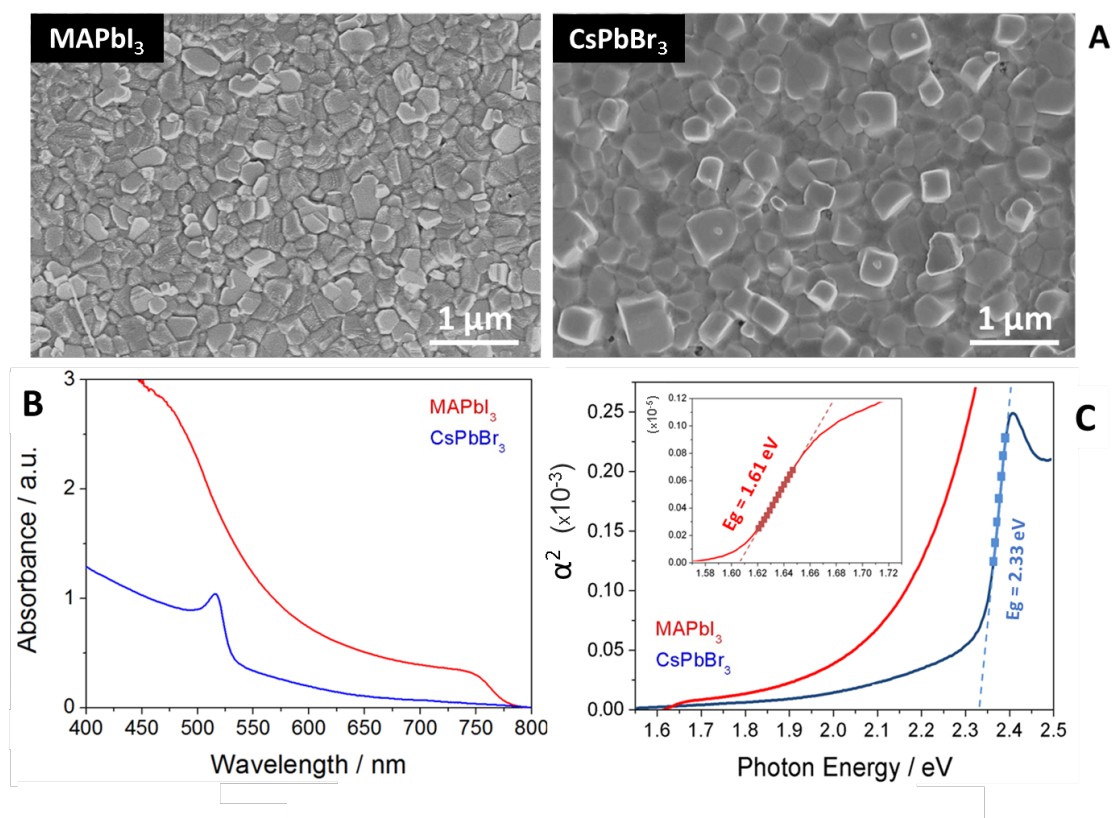 MAPbI₃
CsPbBr₃
A
1 μm
1 μm
B
3
2
1
0
Absorbance / a.u.
MAPbI₃
CsPbBr₃
400 450 500 550 600 650 700 750 800
Wavelength / nm
C
α² (x10⁻³)
0.25
0.20
0.15
0.10
0.05
0.00
(x10⁻⁵)
0.12
0.10
0.08
0.06
0.04
0.02
0.00
Eg = 1.61 eV
1.58 1.60 1.62 1.64 1.66 1.68 1.70 1.72
Eg = 2.33 eV
MAPbI₃
CsPbBr₃
1.6 1.7 1.8 1.9 2.0 2.1 2.2 2.3 2.4 2.5
Photon Energy / eV